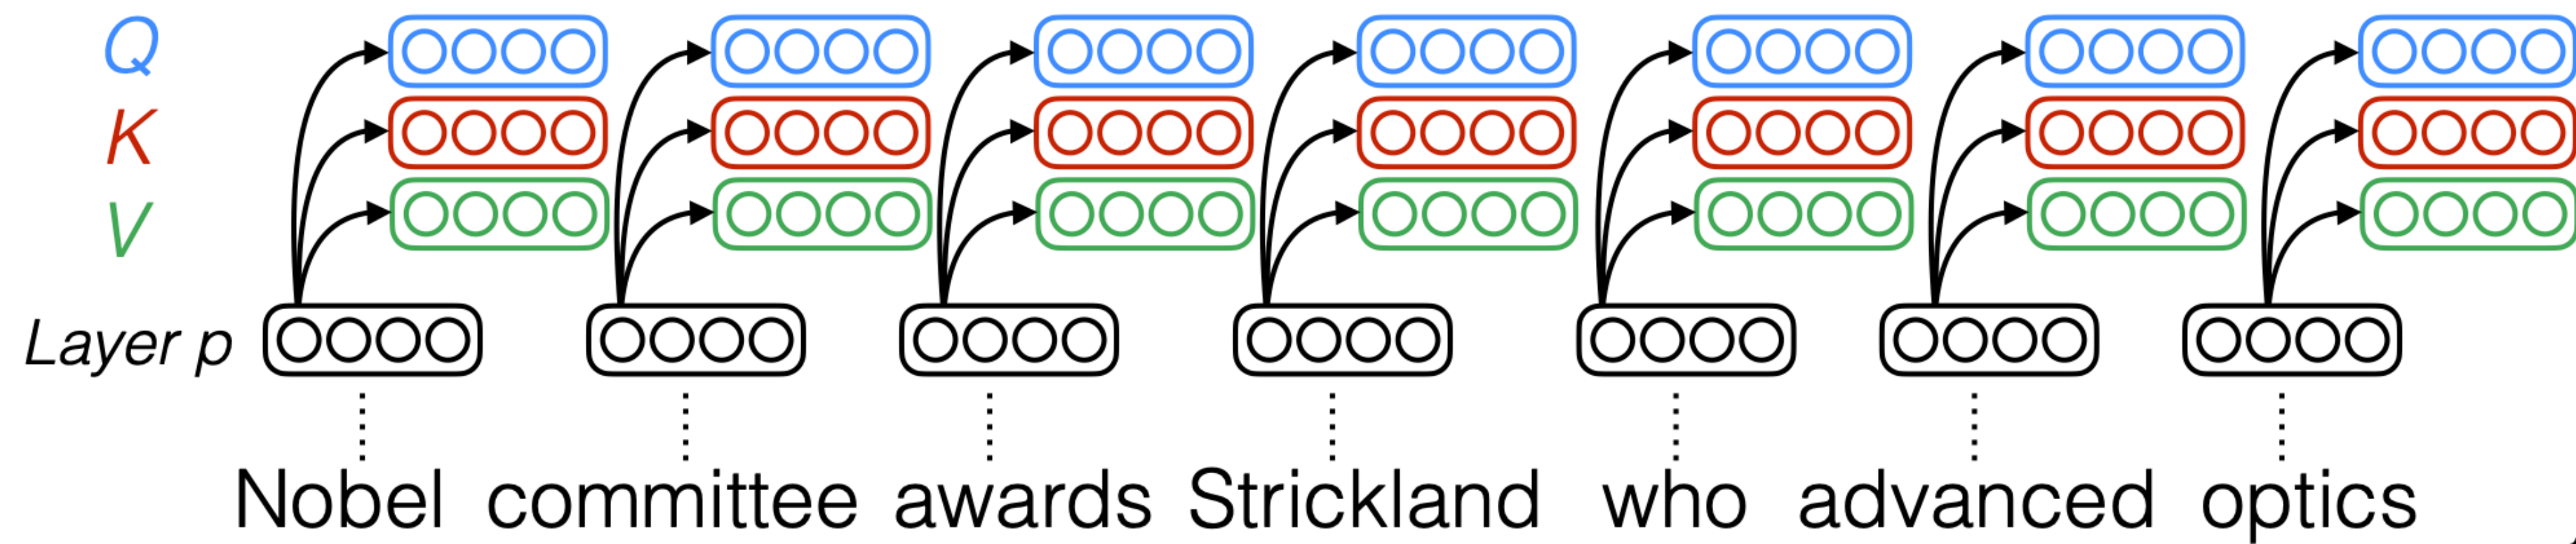 Q
K
V
Layer p
Nobel committee awards Strickland who advanced optics